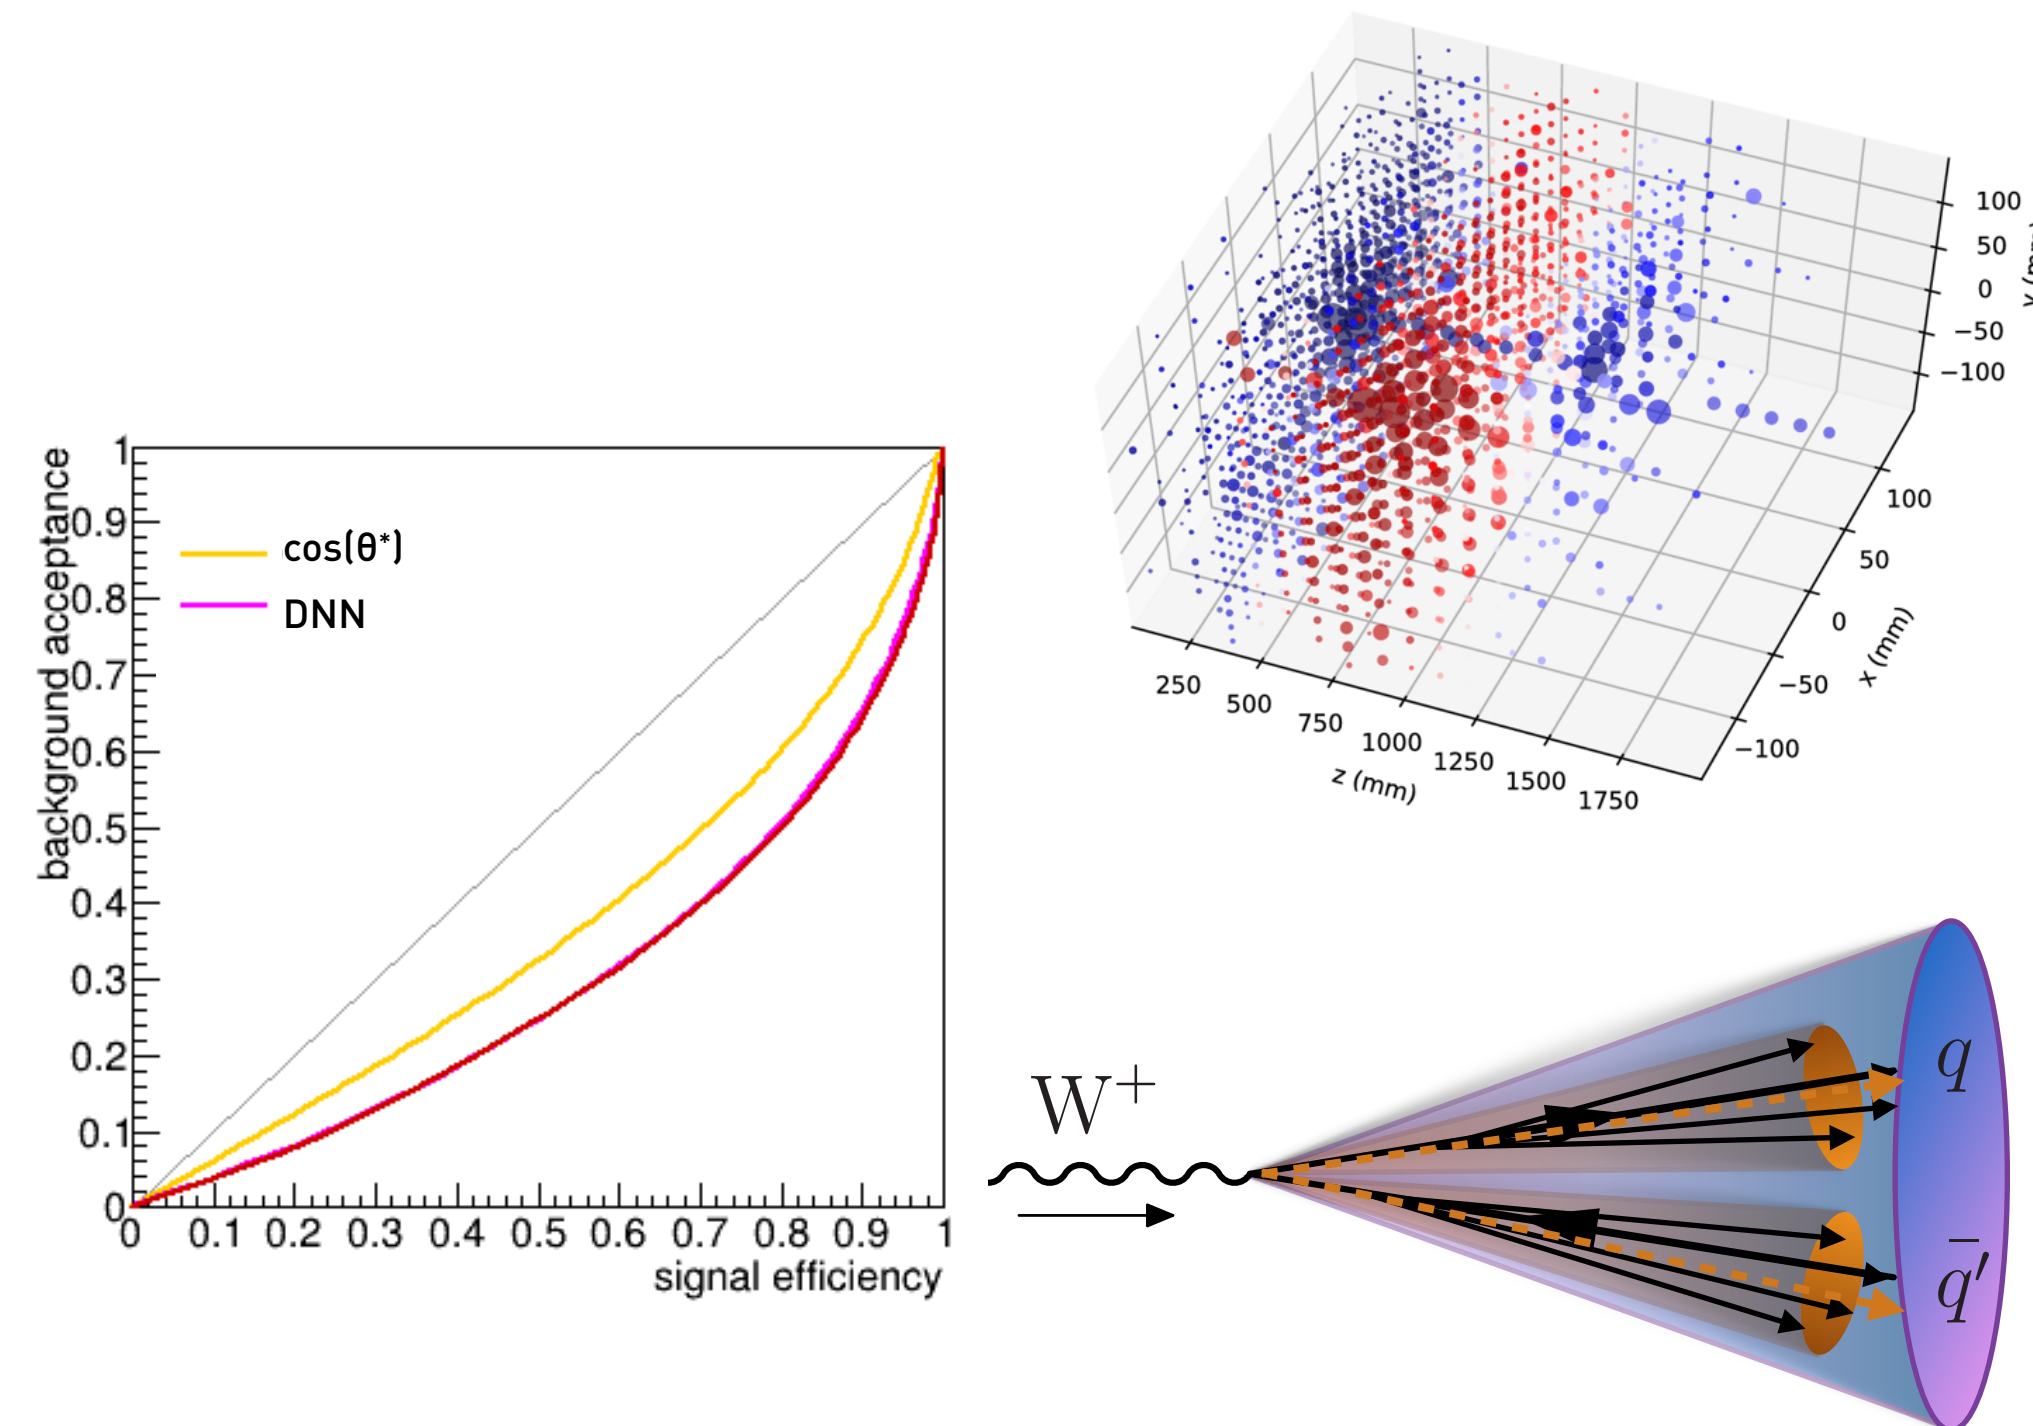 1
0.9
0.8
0.7
0.6
0.5
0.4
0.3
0.2
0.1
0
background acceptance
cos(θ*)
DNN
0 0.1 0.2 0.3 0.4 0.5 0.6 0.7 0.8 0.9 1
signal efficiency
100
50
0
−50
−100
100
50
0
−50
−100
x (mm)
250 500 750 1000 1250 1500 1750
z (mm)
W⁺
q
q̄′